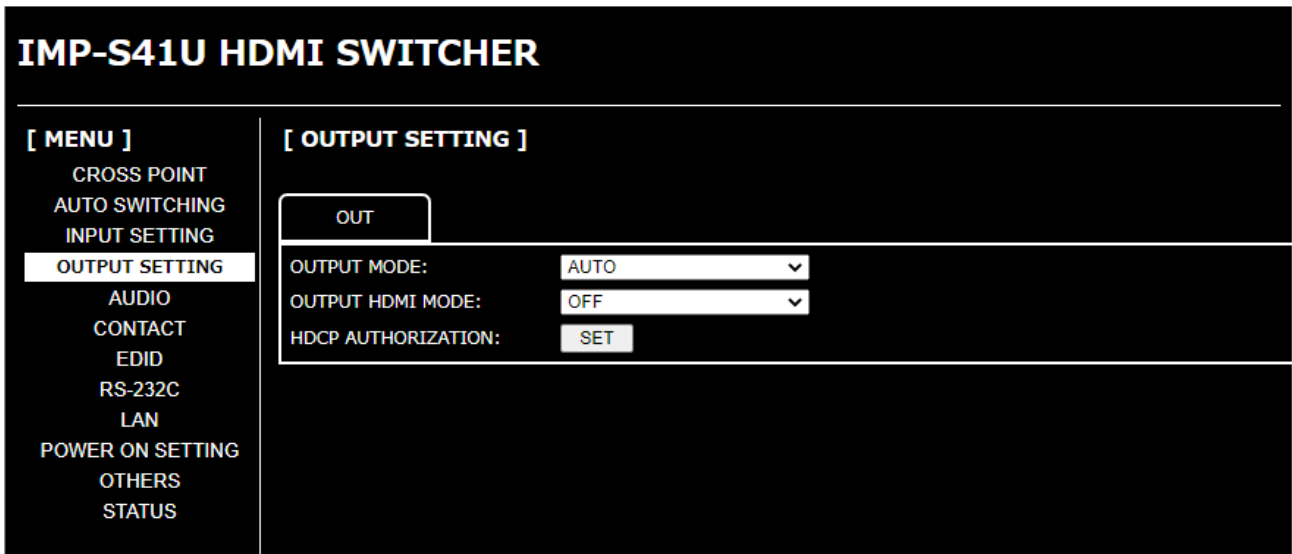 IMP-S41U HDMI SWITCHER
[ MENU ]
CROSS POINT
AUTO SWITCHING
INPUT SETTING
OUTPUT SETTING
AUDIO
CONTACT
EDID
RS-232C
LAN
POWER ON SETTING
OTHERS
STATUS
[ OUTPUT SETTING ]
OUT
OUTPUT MODE: AUTO
OUTPUT HDMI MODE: OFF
HDCP AUTHORIZATION: SET